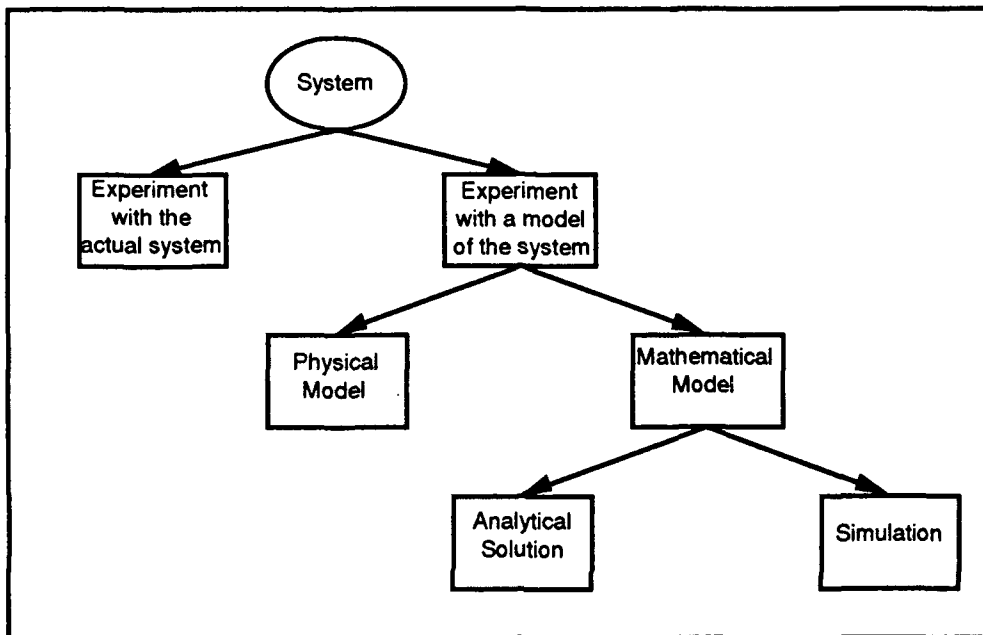 System
Experiment
with the
actual system
Experiment
with a model
of the system
Physical
Model
Mathematical
Model
Analytical
Solution
Simulation